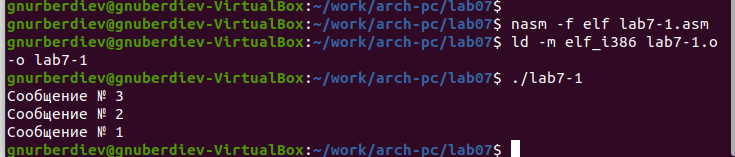 gnurberdiev@gnuberdiev-VirtualBox:~/work/arch-pc/lab07$
gnurberdiev@gnuberdiev-VirtualBox:~/work/arch-pc/lab07$ nasm -f elf lab7-1.asm
gnurberdiev@gnuberdiev-VirtualBox:~/work/arch-pc/lab07$ ld -m elf_i386 lab7-1.o
-o lab7-1
gnurberdiev@gnuberdiev-VirtualBox:~/work/arch-pc/lab07$ ./lab7-1
Сообщение № 3
Сообщение № 2
Сообщение № 1
gnurberdiev@gnuberdiev-VirtualBox:~/work/arch-pc/lab07$